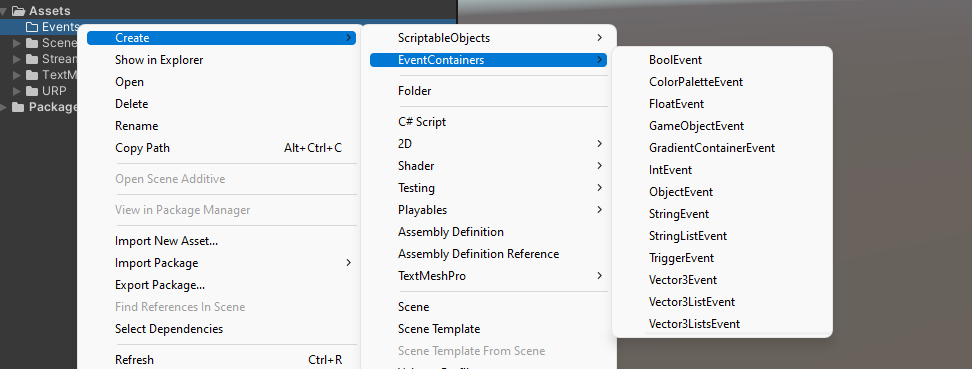 Assets
Events
Scene
Stream
TextM
URP
Package
Create
Show in Explorer
Open
Delete
Rename
Copy Path Alt+Ctrl+C
Open Scene Additive
View in Package Manager
Import New Asset...
Import Package
Export Package...
Find References In Scene
Select Dependencies
Refresh Ctrl+R
ScriptableObjects
EventContainers
Folder
C# Script
2D
Shader
Testing
Playables
Assembly Definition
Assembly Definition Reference
TextMeshPro
Scene
Scene Template
Scene Template From Scene
BoolEvent
ColorPaletteEvent
FloatEvent
GameObjectEvent
GradientContainerEvent
IntEvent
ObjectEvent
StringEvent
StringListEvent
TriggerEvent
Vector3Event
Vector3ListEvent
Vector3ListsEvent